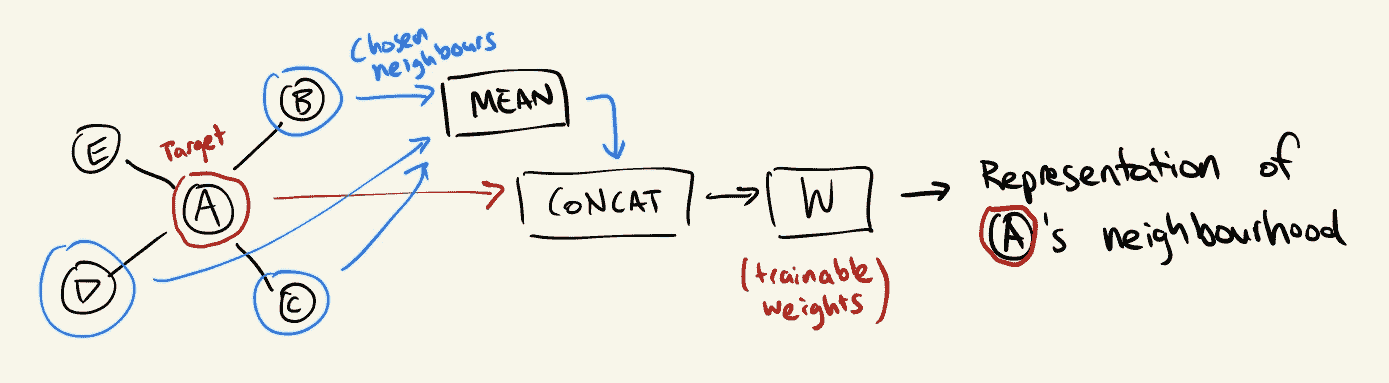 Chosen
neighbours
B
MEAN
E
Target
A
CONCAT
W
Representation of
A's neighbourhood
D
C
(trainable
weights)